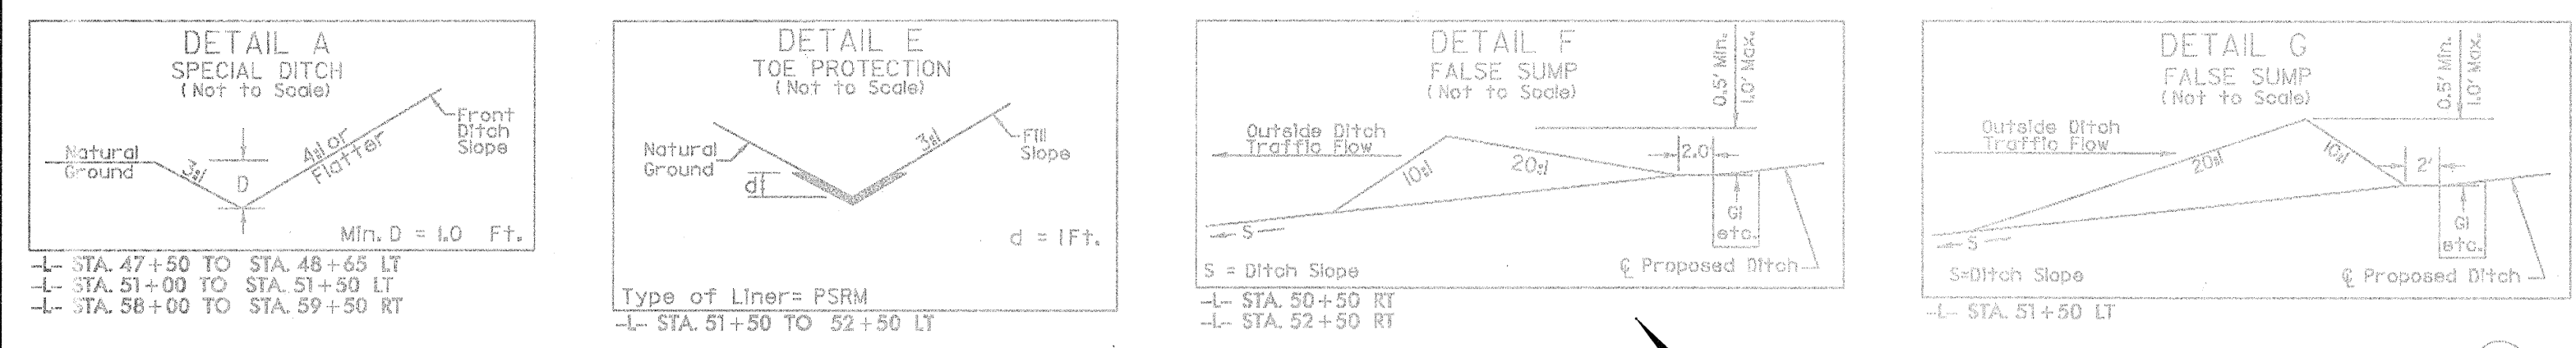 DETAIL A
SPECIAL DITCH
(Not to Scale)
Natural
Ground
3:1
D
4:1 or
Flatter
Front
Ditch
Slope
Min. D = 1.0 Ft.
-L- STA. 47+50 TO STA. 48+65 LT
-L- STA. 51+00 TO STA. 51+50 LT
-L- STA. 58+00 TO STA. 59+50 RT
DETAIL E
TOE PROTECTION
(Not to Scale)
Natural
Ground
d
3:1
Fill
Slope
d = 1Ft.
Type of Liner= PSRM
-L- STA. 51+50 TO 52+50 LT
DETAIL F
FALSE SUMP
(Not to Scale)
0.5' Min.
1.0' Max.
Outside Ditch
Traffic Flow
10:1
20:1
2.0
GI
etc.
S
S = Ditch Slope
℄ Proposed Ditch
-L- STA. 50+50 RT
-L- STA. 52+50 RT
DETAIL G
FALSE SUMP
(Not to Scale)
0.5' Min.
1.0' Max.
Outside Ditch
Traffic Flow
20:1
10:1
2'
GI
etc.
S
S=Ditch Slope
℄ Proposed Ditch
-L- STA. 51+50 LT